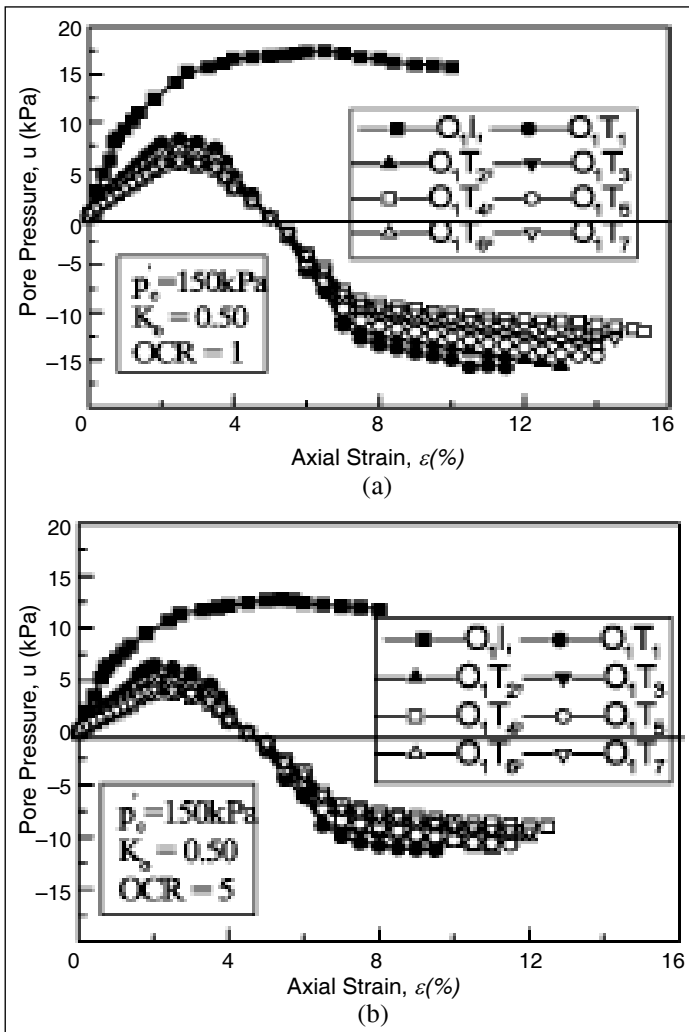 20
15
10
5
0
−5
−10
−15
Pore Pressure, u (kPa)
O₁I₁ O₁T₁
O₁T₂ O₁T₃
O₁T₄ O₁T₅
O₁T₆ O₁T₇
=150kPa
= 0.50
OCR = 1
0 4 8 12 16
Axial Strain, ε(%)
(a)
20
15
10
5
0
−5
−10
−15
Pore Pressure, u (kPa)
O₁I₁ O₁T₁
O₁T₂ O₁T₃
O₁T₄ O₁T₅
O₁T₆ O₁T₇
=150kPa
= 0.50
OCR = 5
0 4 8 12 16
Axial Strain, ε(%)
(b)